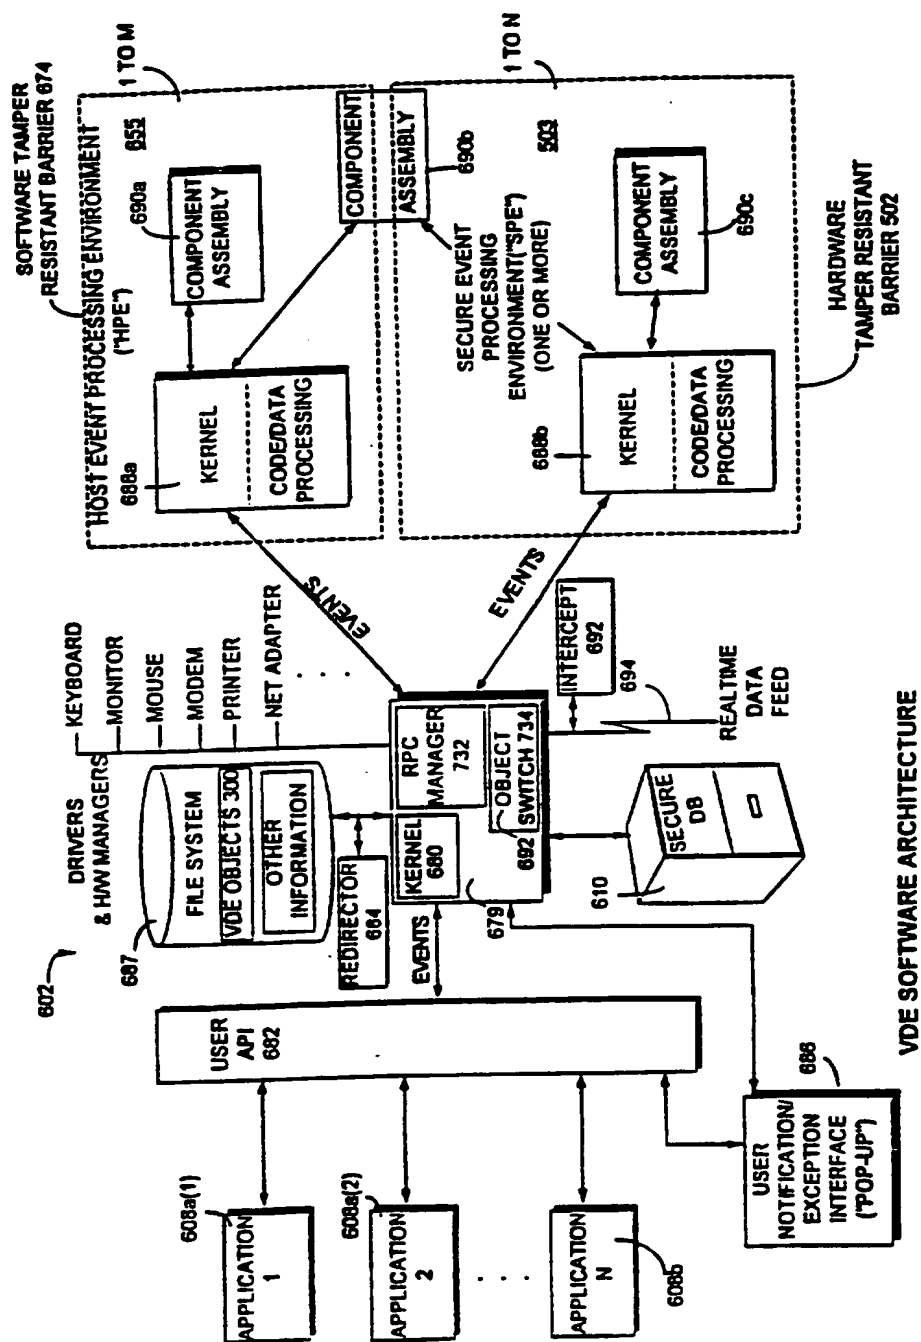 602
DRIVERS
& H/W MANAGERS
KEYBOARD
MONITOR
MOUSE
MODEM
PRINTER
NET ADAPTER
SOFTWARE TAMPER
RESISTANT BARRIER 674
HOST EVENT PROCESSING ENVIRONMENT
("HPE")
655
1 TO M
608a(1)
APPLICATION
1
608a(2)
APPLICATION
2
APPLICATION
N
608b
USER
API
682
687
FILE SYSTEM
VDE OBJECTS 300
OTHER
INFORMATION
REDIRECTOR
684
EVENTS
KERNEL
680
RPC
MANAGER
732
OBJECT
SWITCH 734
692
679
EVENTS
EVENTS
688a
KERNEL
CODE/DATA
PROCESSING
690a
COMPONENT
ASSEMBLY
COMPONENT
ASSEMBLY
690b
SECURE EVENT
PROCESSING
ENVIRONMENT("SPE")
(ONE OR MORE)
503
1 TO N
688b
KERNEL
CODE/DATA
PROCESSING
COMPONENT
ASSEMBLY
690c
HARDWARE
TAMPER RESISTANT
BARRIER 502
INTERCEPT
692
694
REALTIME
DATA
FEED
610
SECURE
DB
USER
NOTIFICATION/
EXCEPTION
INTERFACE
("POP-UP")
686
VDE SOFTWARE ARCHITECTURE